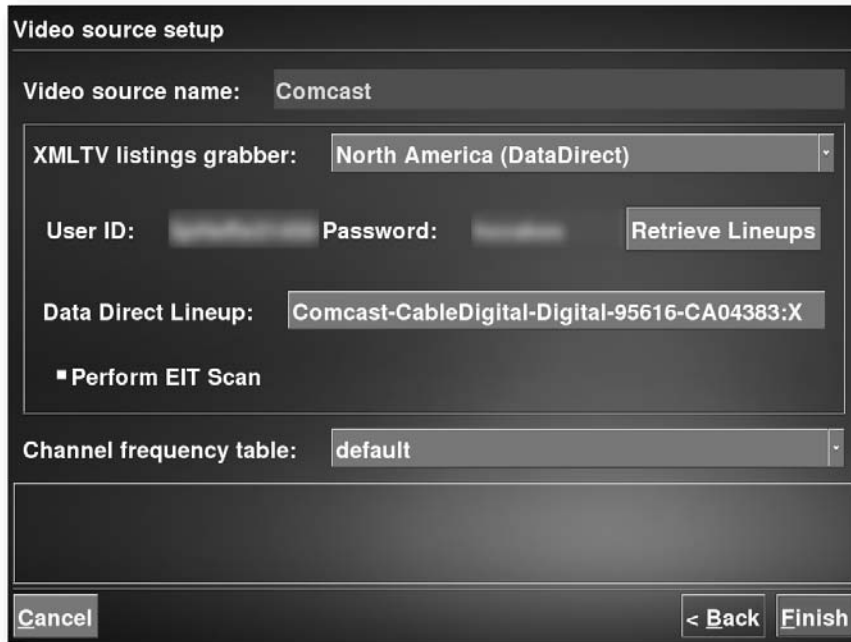 Video source setup
Video source name: Comcast
XMLTV listings grabber: North America (DataDirect)
User ID: Password: Retrieve Lineups
Data Direct Lineup: Comcast-CableDigital-Digital-95616-CA04383:X
Perform EIT Scan
Channel frequency table: default
Cancel < Back Finish